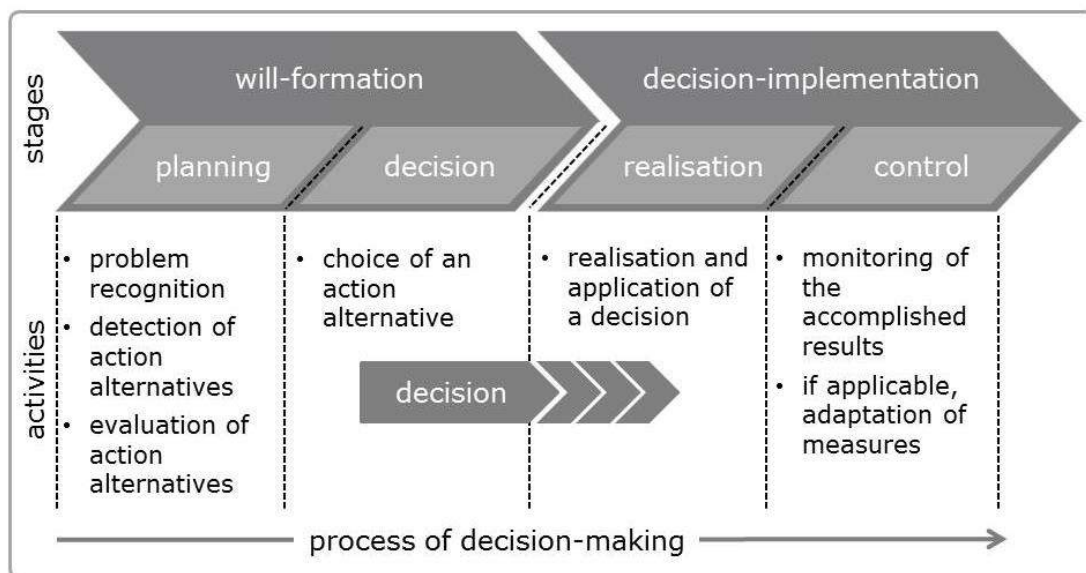 stages
will-formation
decision-implementation
planning
decision
realisation
control
activities
• problem
recognition
• detection of
action
alternatives
• evaluation of
action
alternatives
• choice of an
action
alternative
decision
• realisation and
application of
a decision
• monitoring of
the
accomplished
results
• if applicable,
adaptation of
measures
process of decision-making